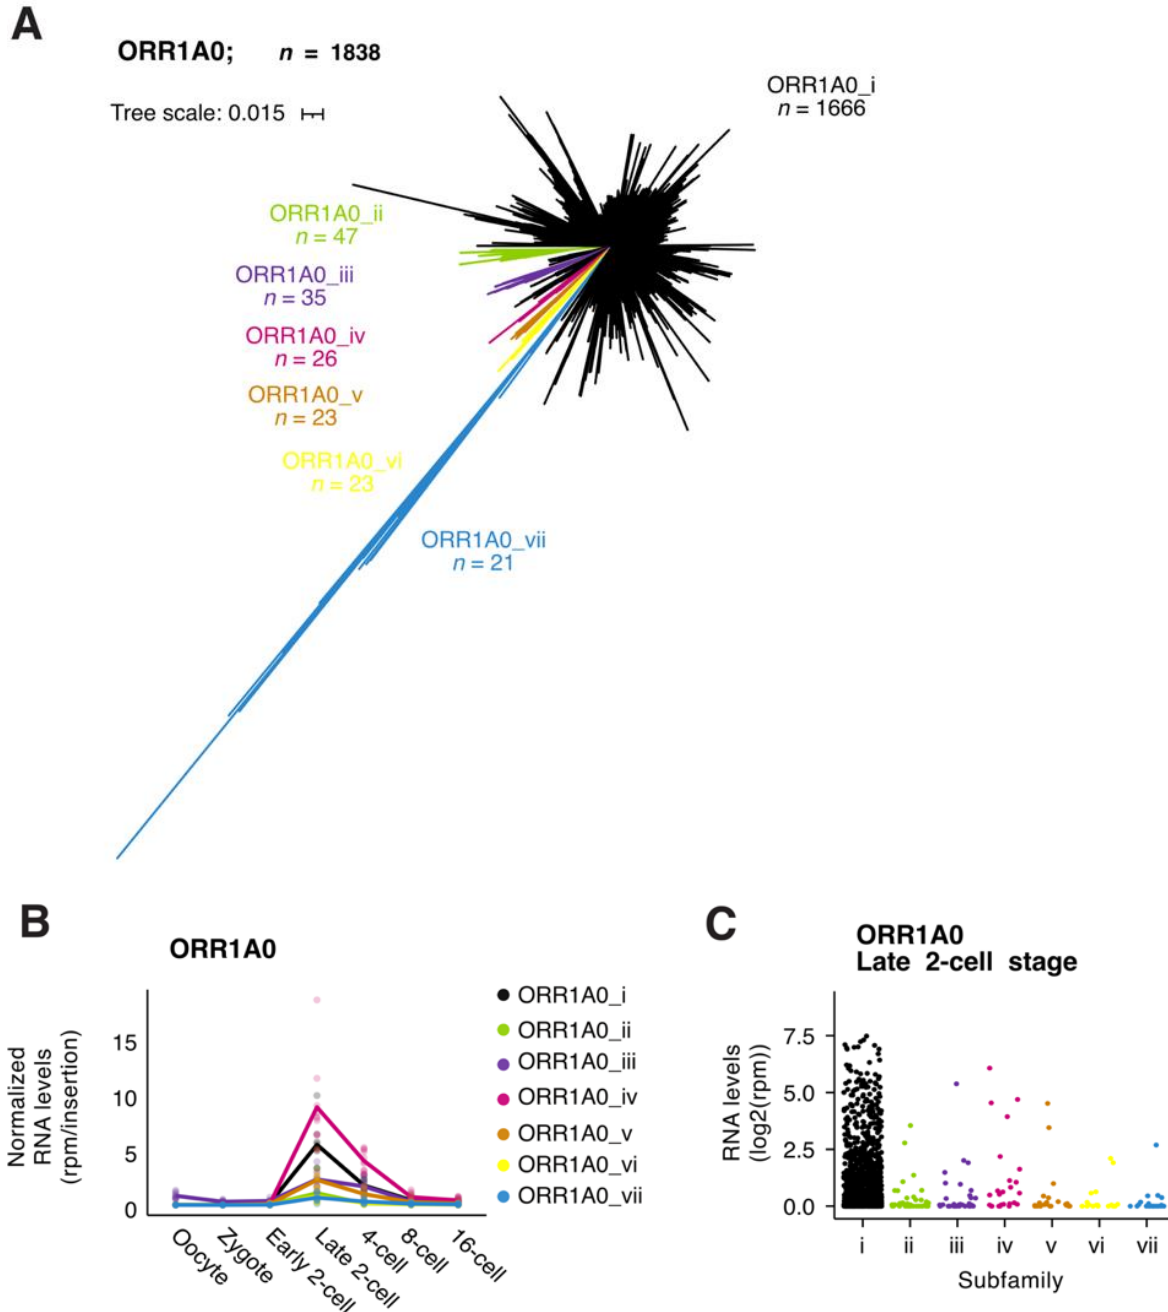 A
ORR1A0; n = 1838
Tree scale: 0.015
ORR1A0_i
n = 1666
ORR1A0_ii
n = 47
ORR1A0_iii
n = 35
ORR1A0_iv
n = 26
ORR1A0_v
n = 23
ORR1A0_vi
n = 23
ORR1A0_vii
n = 21
B
ORR1A0
Normalized
RNA levels
(rpm/insertion)
15
10
5
0
Oocyte
Zygote
Early 2-cell
Late 2-cell
4-cell
8-cell
16-cell
ORR1A0_i
ORR1A0_ii
ORR1A0_iii
ORR1A0_iv
ORR1A0_v
ORR1A0_vi
ORR1A0_vii
C
ORR1A0
Late 2-cell stage
RNA levels
(log2(rpm))
7.5
5.0
2.5
0.0
i ii iii iv v vi vii
Subfamily